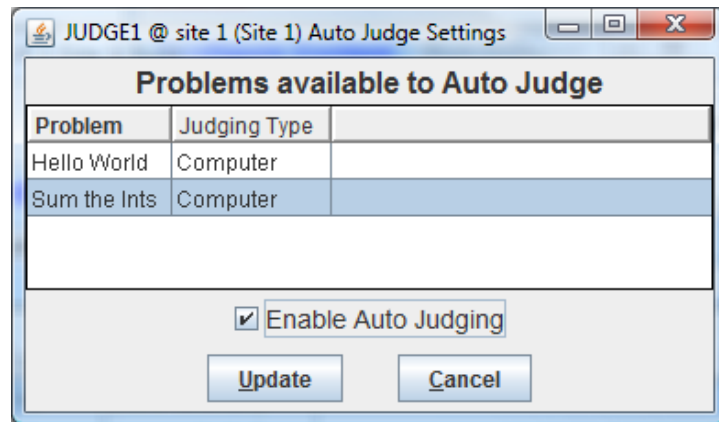 JUDGE1 @ site 1 (Site 1) Auto Judge Settings
Problems available to Auto Judge
Problem Judging Type
Hello World Computer
Sum the Ints Computer
Enable Auto Judging
Update Cancel